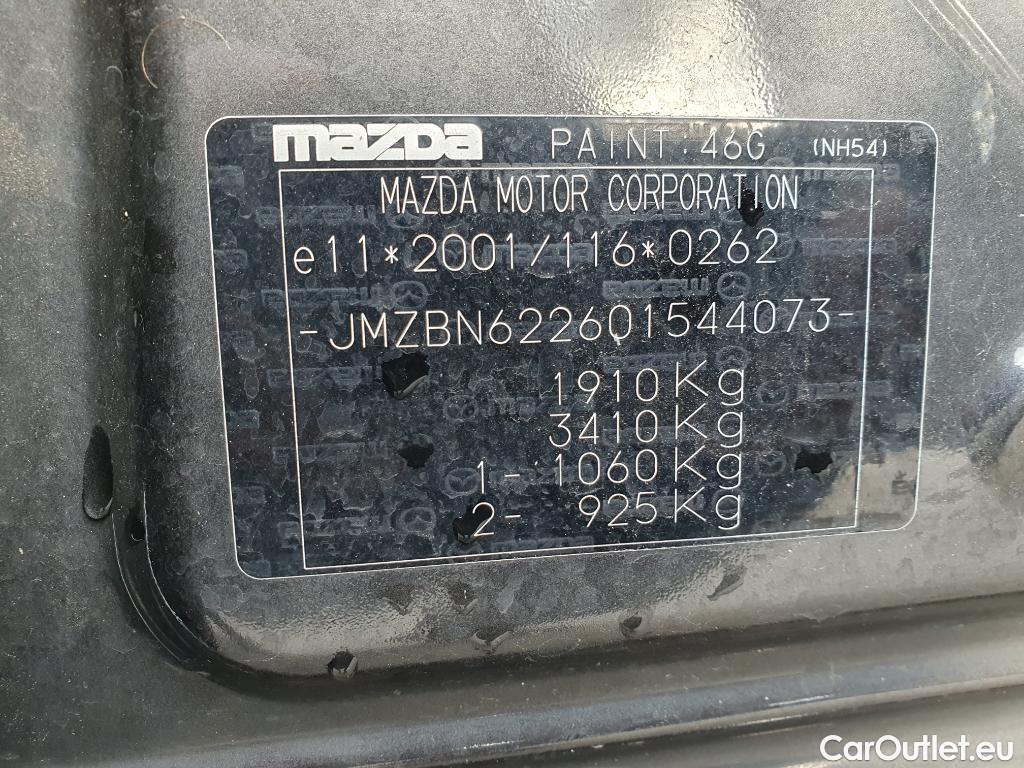 mazda PAINT:46G (NH54)
MAZDA MOTOR CORPORATION
e11*2001/116*0262
-JMZBN6226Q1544073-
1910Kg
3410Kg
1- 1060Kg
2- 925Kg
CarOutlet.eu